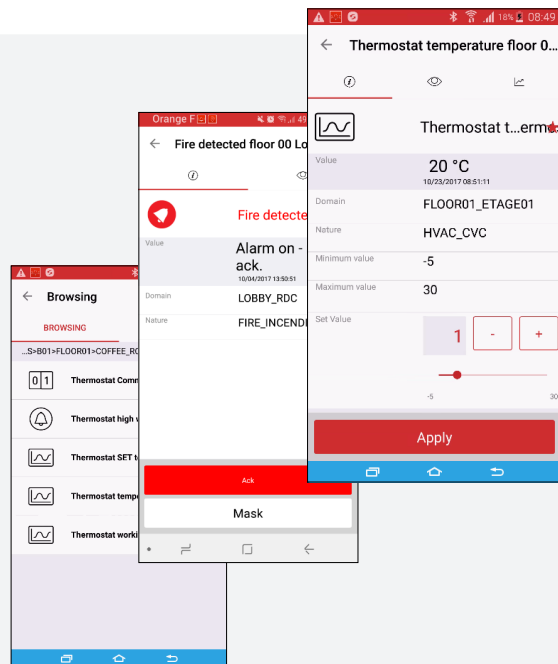 18% 08:49
Thermostat temperature floor 0...
Thermostat t...erm
Value
20 °C
10/23/2017 08:51:11
Domain
FLOOR01_ETAGE01
Nature
HVAC_CVC
Minimum value
-5
Maximum value
30
Set Value
1
-
+
-5
30
Apply
Orange F
49
Fire detected floor 00 Lo
Fire detecte
Value
Alarm on -
ack.
10/04/2017 13:50:51
Domain
LOBBY_RDC
Nature
FIRE_INCENDI
Ack
Mask
Browsing
BROWSING
...S>B01>FLOOR01>COFFEE_RO
0 1
Thermostat Comm
Thermostat high
Thermostat SET t
Thermostat tempe
Thermostat worki